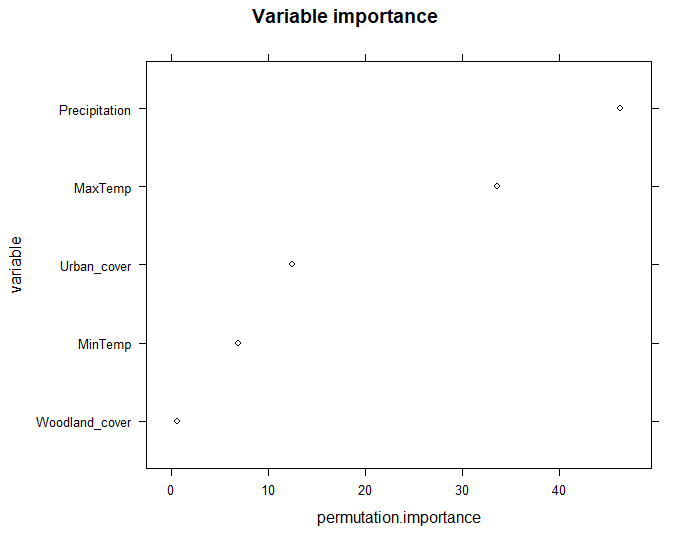 Variable importance
Precipitation
MaxTemp
Urban_cover
MinTemp
Woodland_cover
variable
0 10 20 30 40
permutation.importance